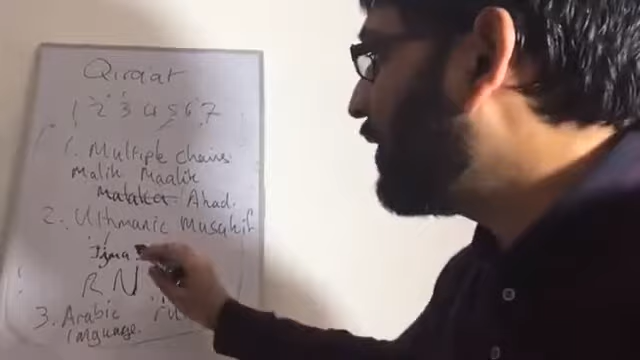 Qiraat
1 2 3 4 5 6 7
1. Multiple chains.
Malik Maalik
Mataka. Ahad.
2. Uthmanic Musahif
Ijma
R N
3. Arabic
language.